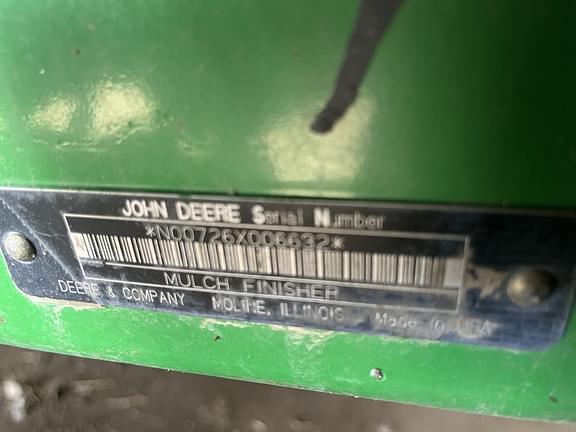 JOHN DEERE Serial Number
*N00726X006632*
MULCH FINISHER
DEERE & COMPANY MOLINE, ILLINOIS Made in USA